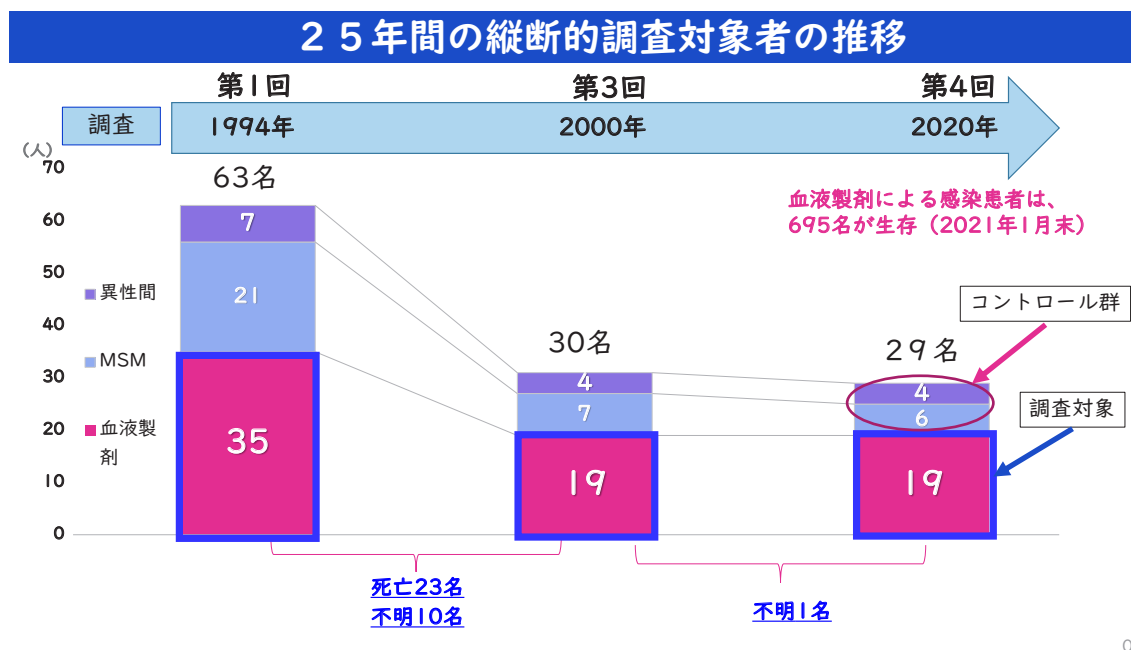 ２５年間の縦断的調査対象者の推移
第1回
第3回
第4回
調査
1994年
2000年
2020年
(人)
70
60
50
40
30
20
10
0
63名
30名
29名
血液製剤による感染患者は、
695名が生存（2021年1月末）
異性間
MSM
血液製
剤
7
21
35
4
7
19
4
6
19
コントロール群
調査対象
死亡23名
不明10名
不明1名